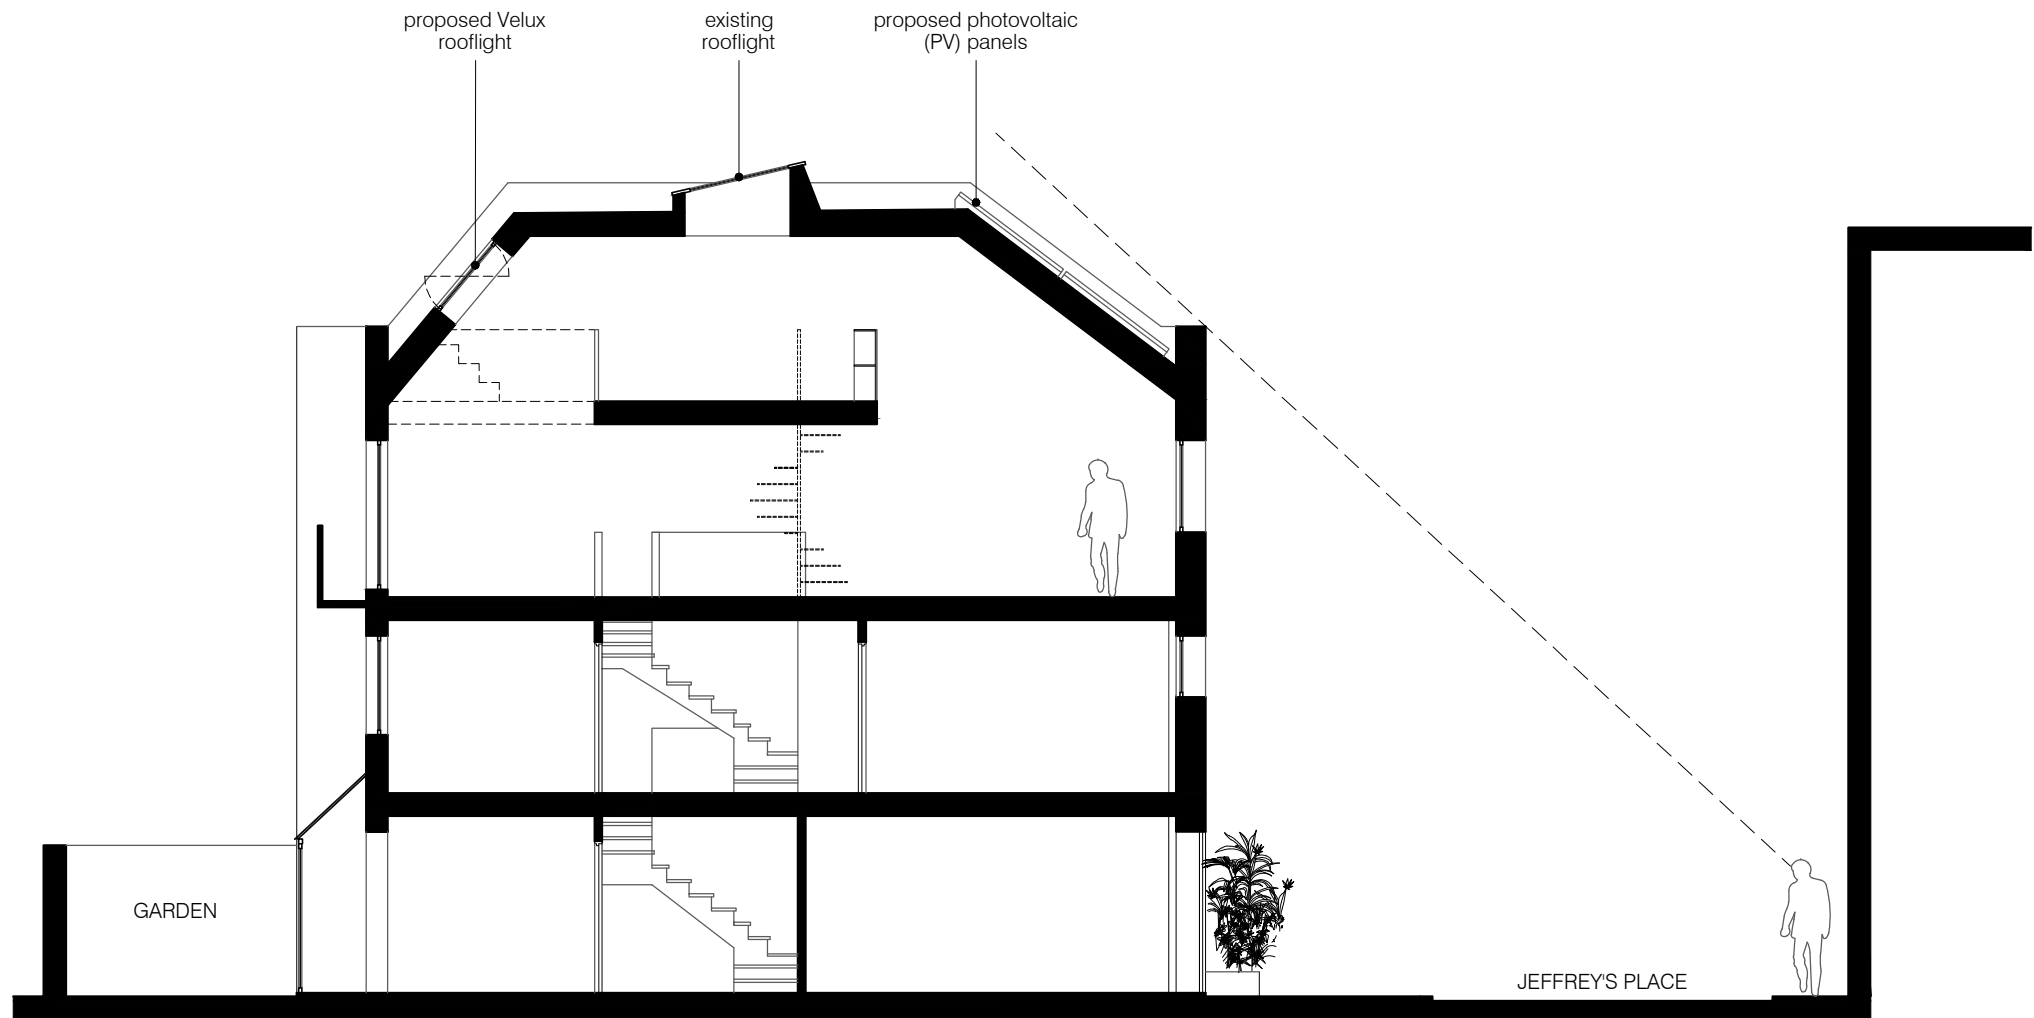 proposed Velux
rooflight
existing
rooflight
proposed photovoltaic
(PV) panels
GARDEN
JEFFREY'S PLACE